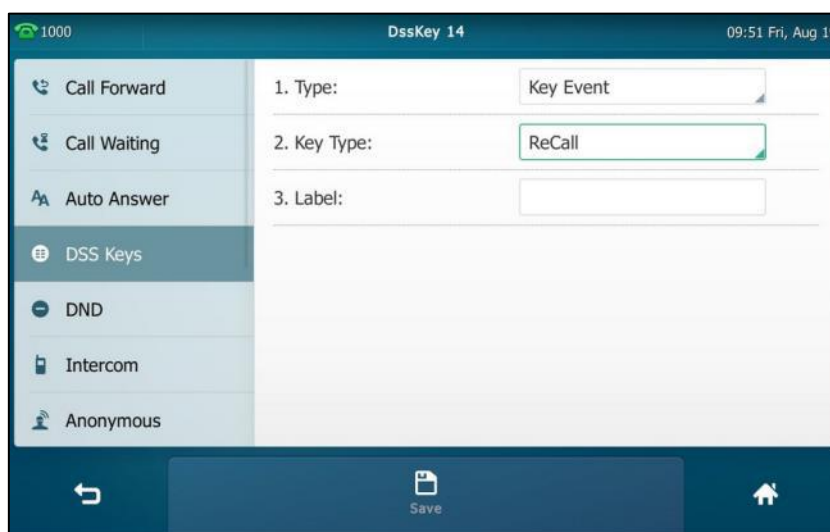 1000 DssKey 14 09:51 Fri, Aug 1
Call Forward
Call Waiting
AA Auto Answer
DSS Keys
DND
Intercom
Anonymous
1. Type: Key Event
2. Key Type: ReCall
3. Label:
Save